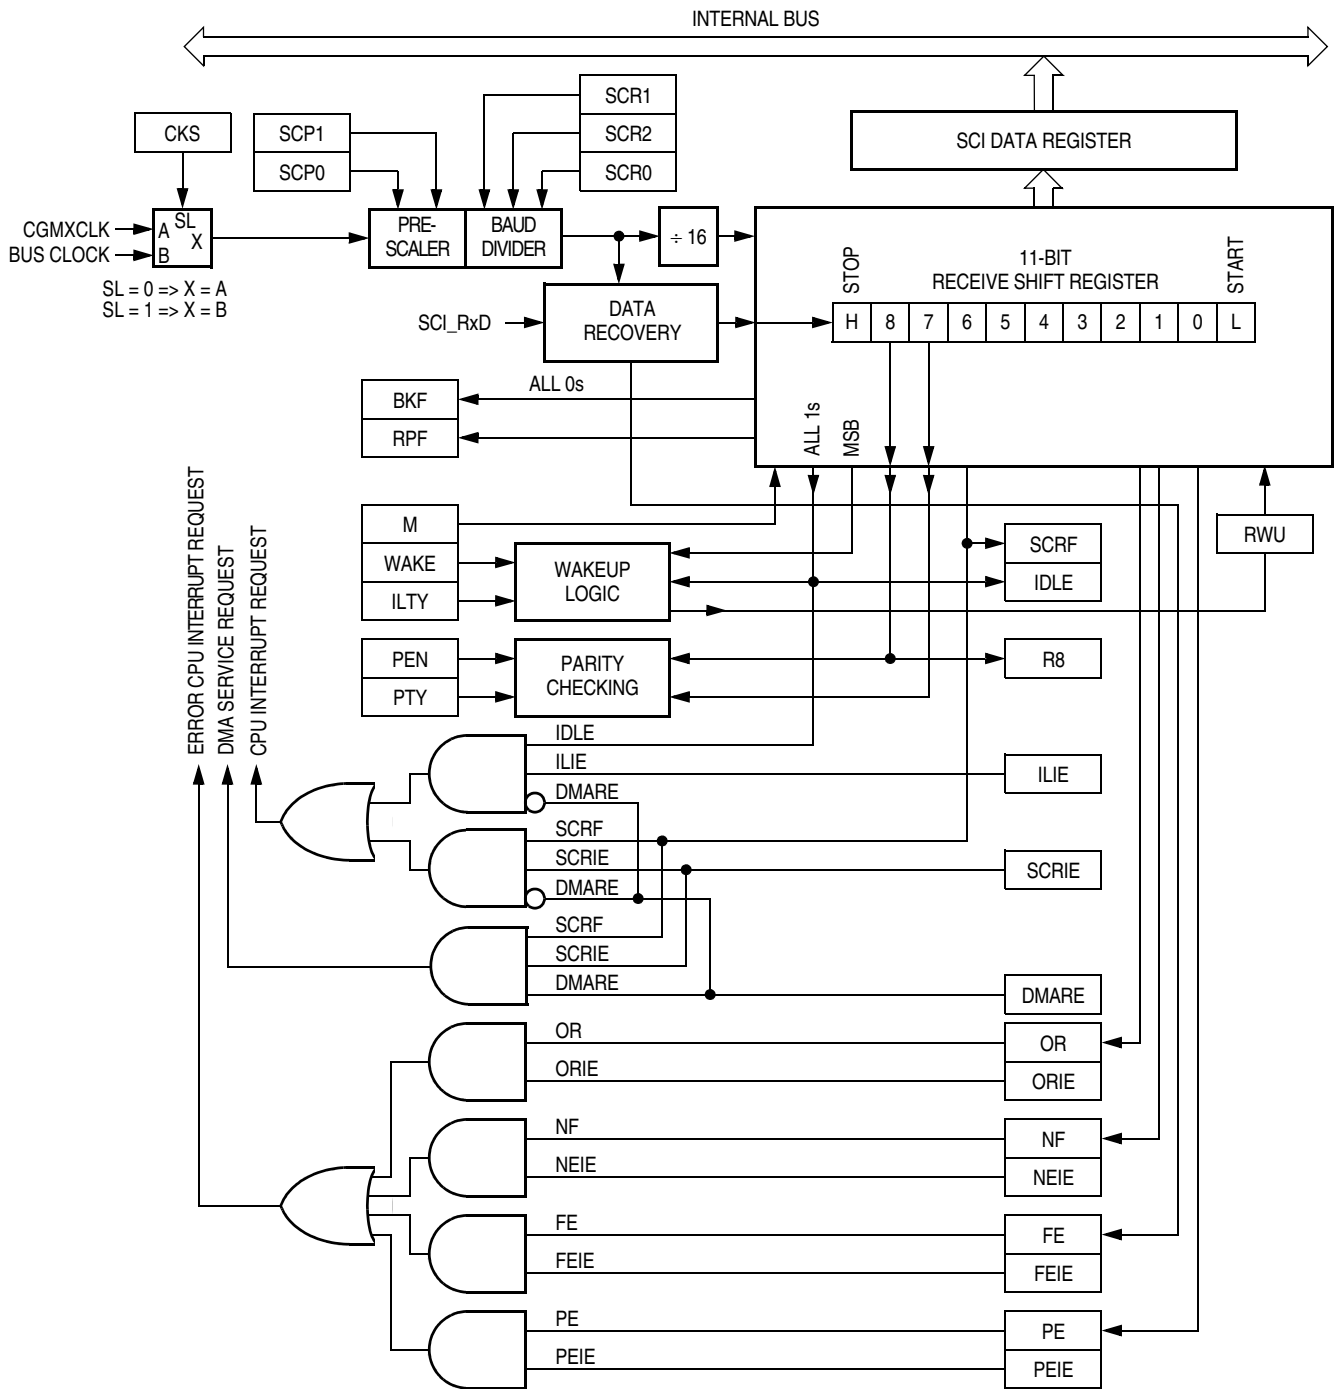 INTERNAL BUS
SCR1
SCR2
SCR0
CKS
SCP1
SCP0
SCI DATA REGISTER
CGMXCLK
BUS CLOCK
A
SL
X
B
SL = 0 => X = A
SL = 1 => X = B
PRE-
SCALER
BAUD
DIVIDER
÷ 16
STOP
11-BIT
RECEIVE SHIFT REGISTER
START
SCI_RxD
DATA
RECOVERY
H 8 7 6 5 4 3 2 1 0 L
ALL 0s
BKF
RPF
ALL 1s
MSB
ERROR CPU INTERRUPT REQUEST
DMA SERVICE REQUEST
CPU INTERRUPT REQUEST
M
WAKE
ILTY
WAKEUP
LOGIC
SCRF
IDLE
RWU
PEN
PTY
PARITY
CHECKING
R8
IDLE
ILIE
DMARE
ILIE
SCRF
SCRIE
DMARE
SCRIE
SCRF
SCRIE
DMARE
DMARE
OR
ORIE
OR
ORIE
NF
NEIE
NF
NEIE
FE
FEIE
FE
FEIE
PE
PEIE
PE
PEIE